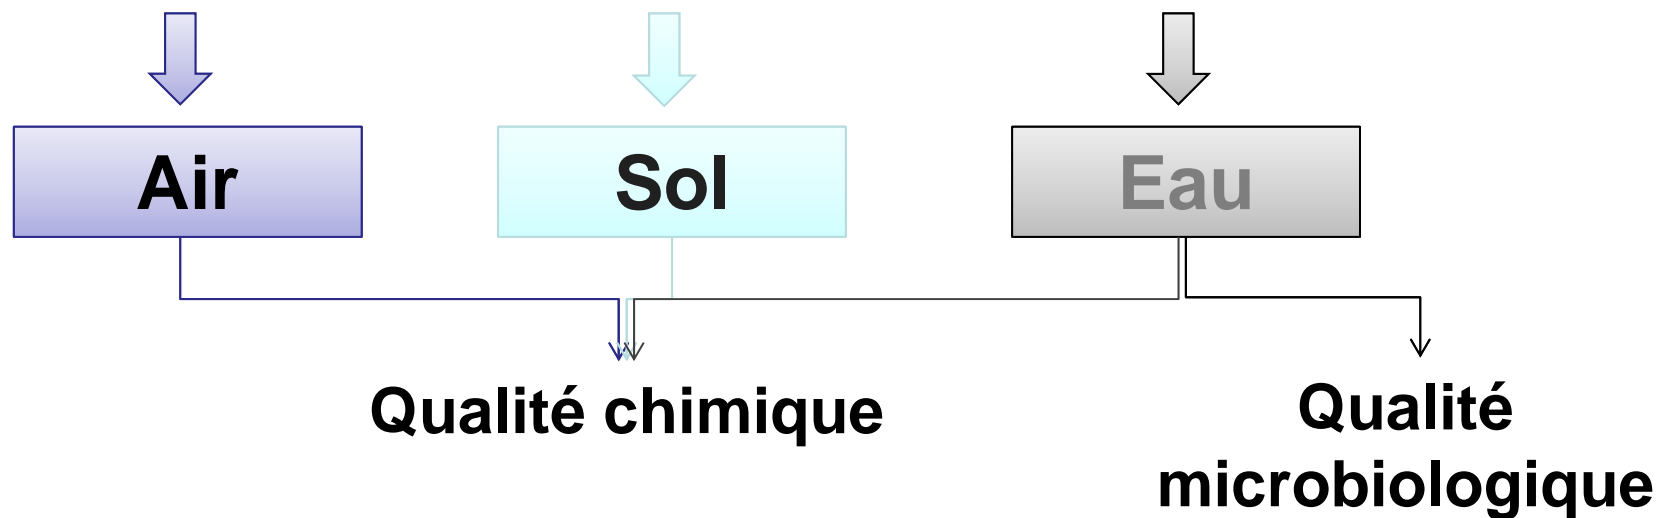 Air
Sol
Eau
Qualité chimique
Qualité
microbiologique